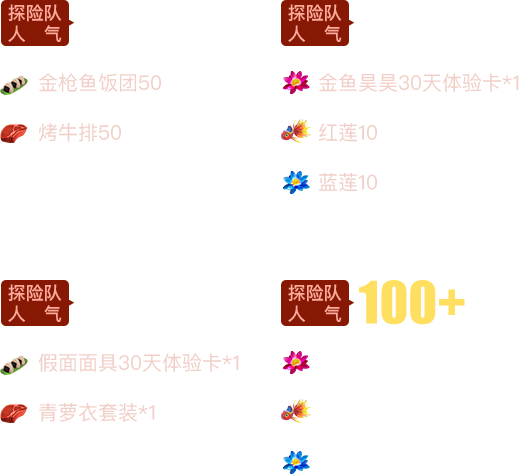 探险队
人 气
金枪鱼饭团50
烤牛排50
探险队
人 气
金鱼昊昊30天体验卡*1
红莲10
蓝莲10
探险队
人 气
假面面具30天体验卡*1
青萝衣套装*1
探险队
人 气
100+